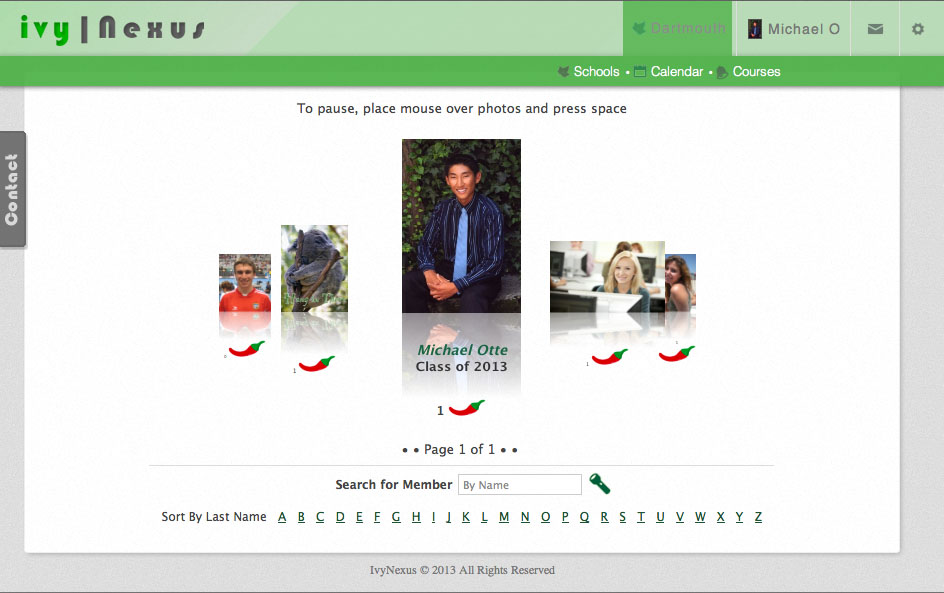 ivy|Nexus
Dartmouth
Michael O
Schools • Calendar • Courses
To pause, place mouse over photos and press space
Contact
Michael Otte
Class of 2013
1
1
1
• • Page 1 of 1 • •
Search for Member By Name
Sort By Last Name A B C D E F G H I J K L M N O P Q R S T U V W X Y Z
IvyNexus © 2013 All Rights Reserved